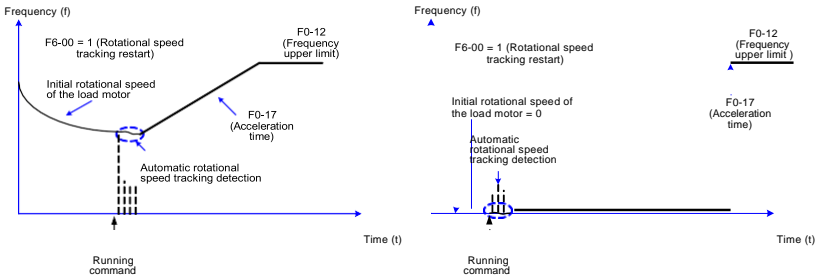 Frequency (f)
F6-00 = 1 (Rotational speed
tracking restart)
F0-12
(Frequency
upper limit)
Initial rotational speed
of the load motor
F0-17
(Acceleration
time)
Automatic rotational
speed tracking detection
Time (t)
Running
command
Frequency (f)
F6-00 = 1 (Rotational speed
tracking restart)
F0-12
(Frequency
upper limit )
Initial rotational speed of
the load motor = 0
F0-17
(Acceleration
time)
Automatic
rotational speed
tracking detection
Time (t)
Running
command